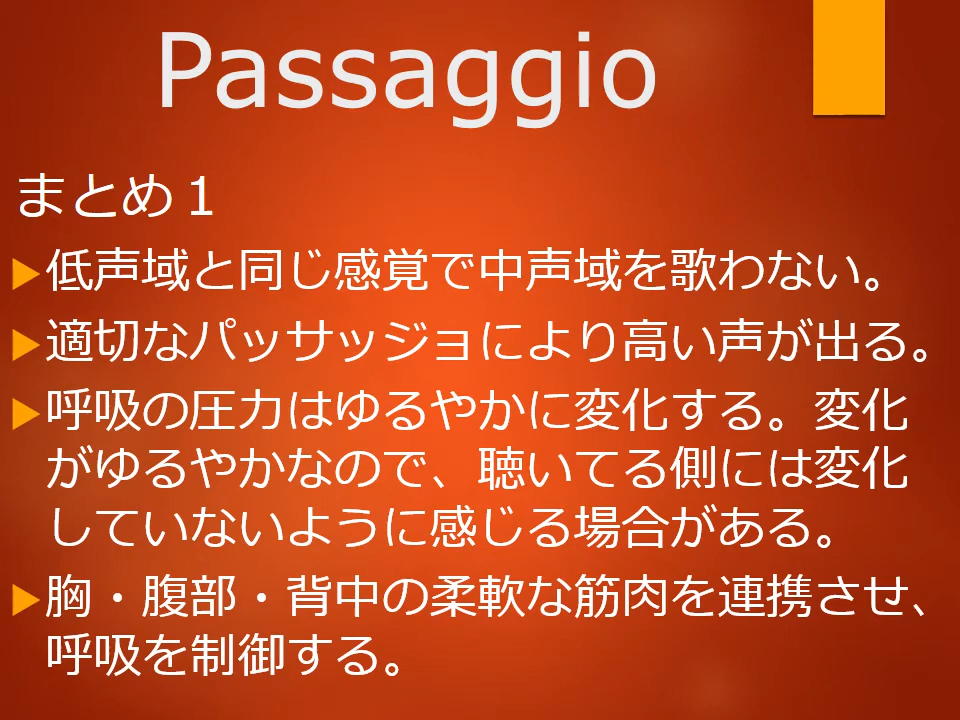 Passaggio
まとめ１
低声域と同じ感覚で中声域を歌わない。
適切なパッサッジョにより高い声が出る。
呼吸の圧力はゆるやかに変化する。変化
がゆるやかなので、聴いてる側には変化
していないように感じる場合がある。
胸・腹部・背中の柔軟な筋肉を連携させ、
呼吸を制御する。